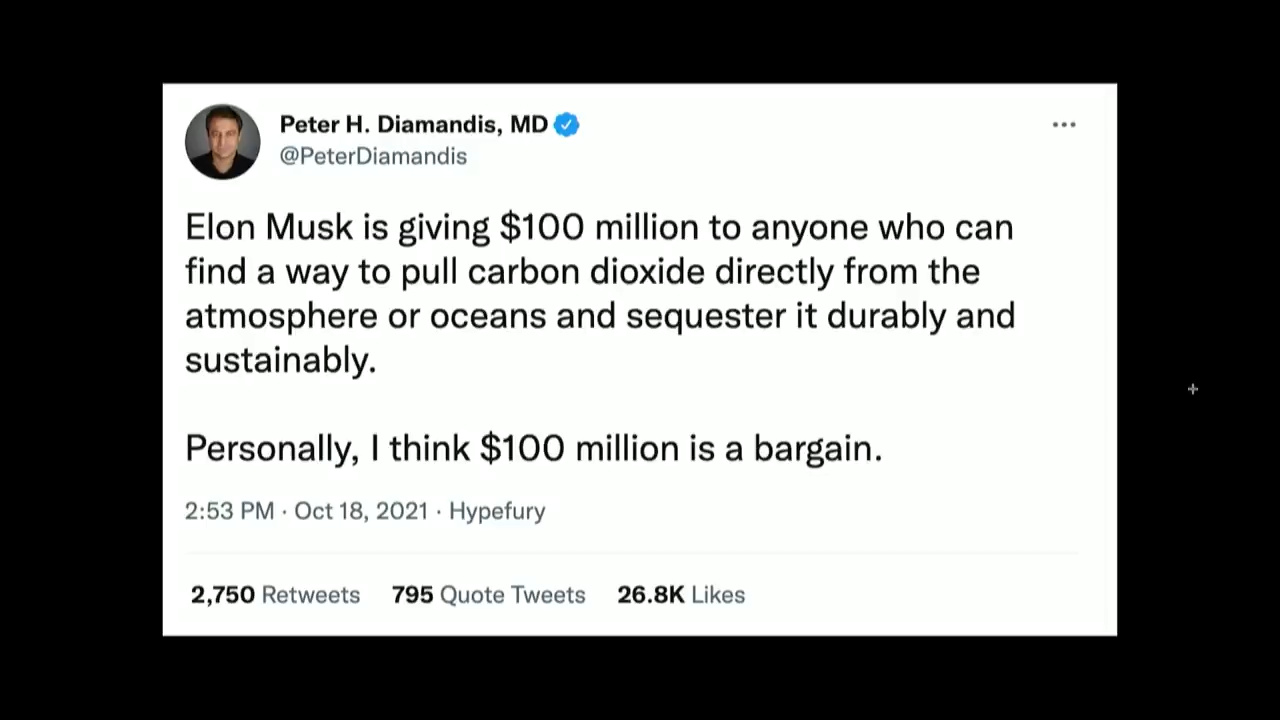 Peter H. Diamandis, MD
@PeterDiamandis
Elon Musk is giving $100 million to anyone who can
find a way to pull carbon dioxide directly from the
atmosphere or oceans and sequester it durably and
sustainably.
Personally, I think $100 million is a bargain.
2:53 PM · Oct 18, 2021 · Hypefury
2,750 Retweets 795 Quote Tweets 26.8K Likes